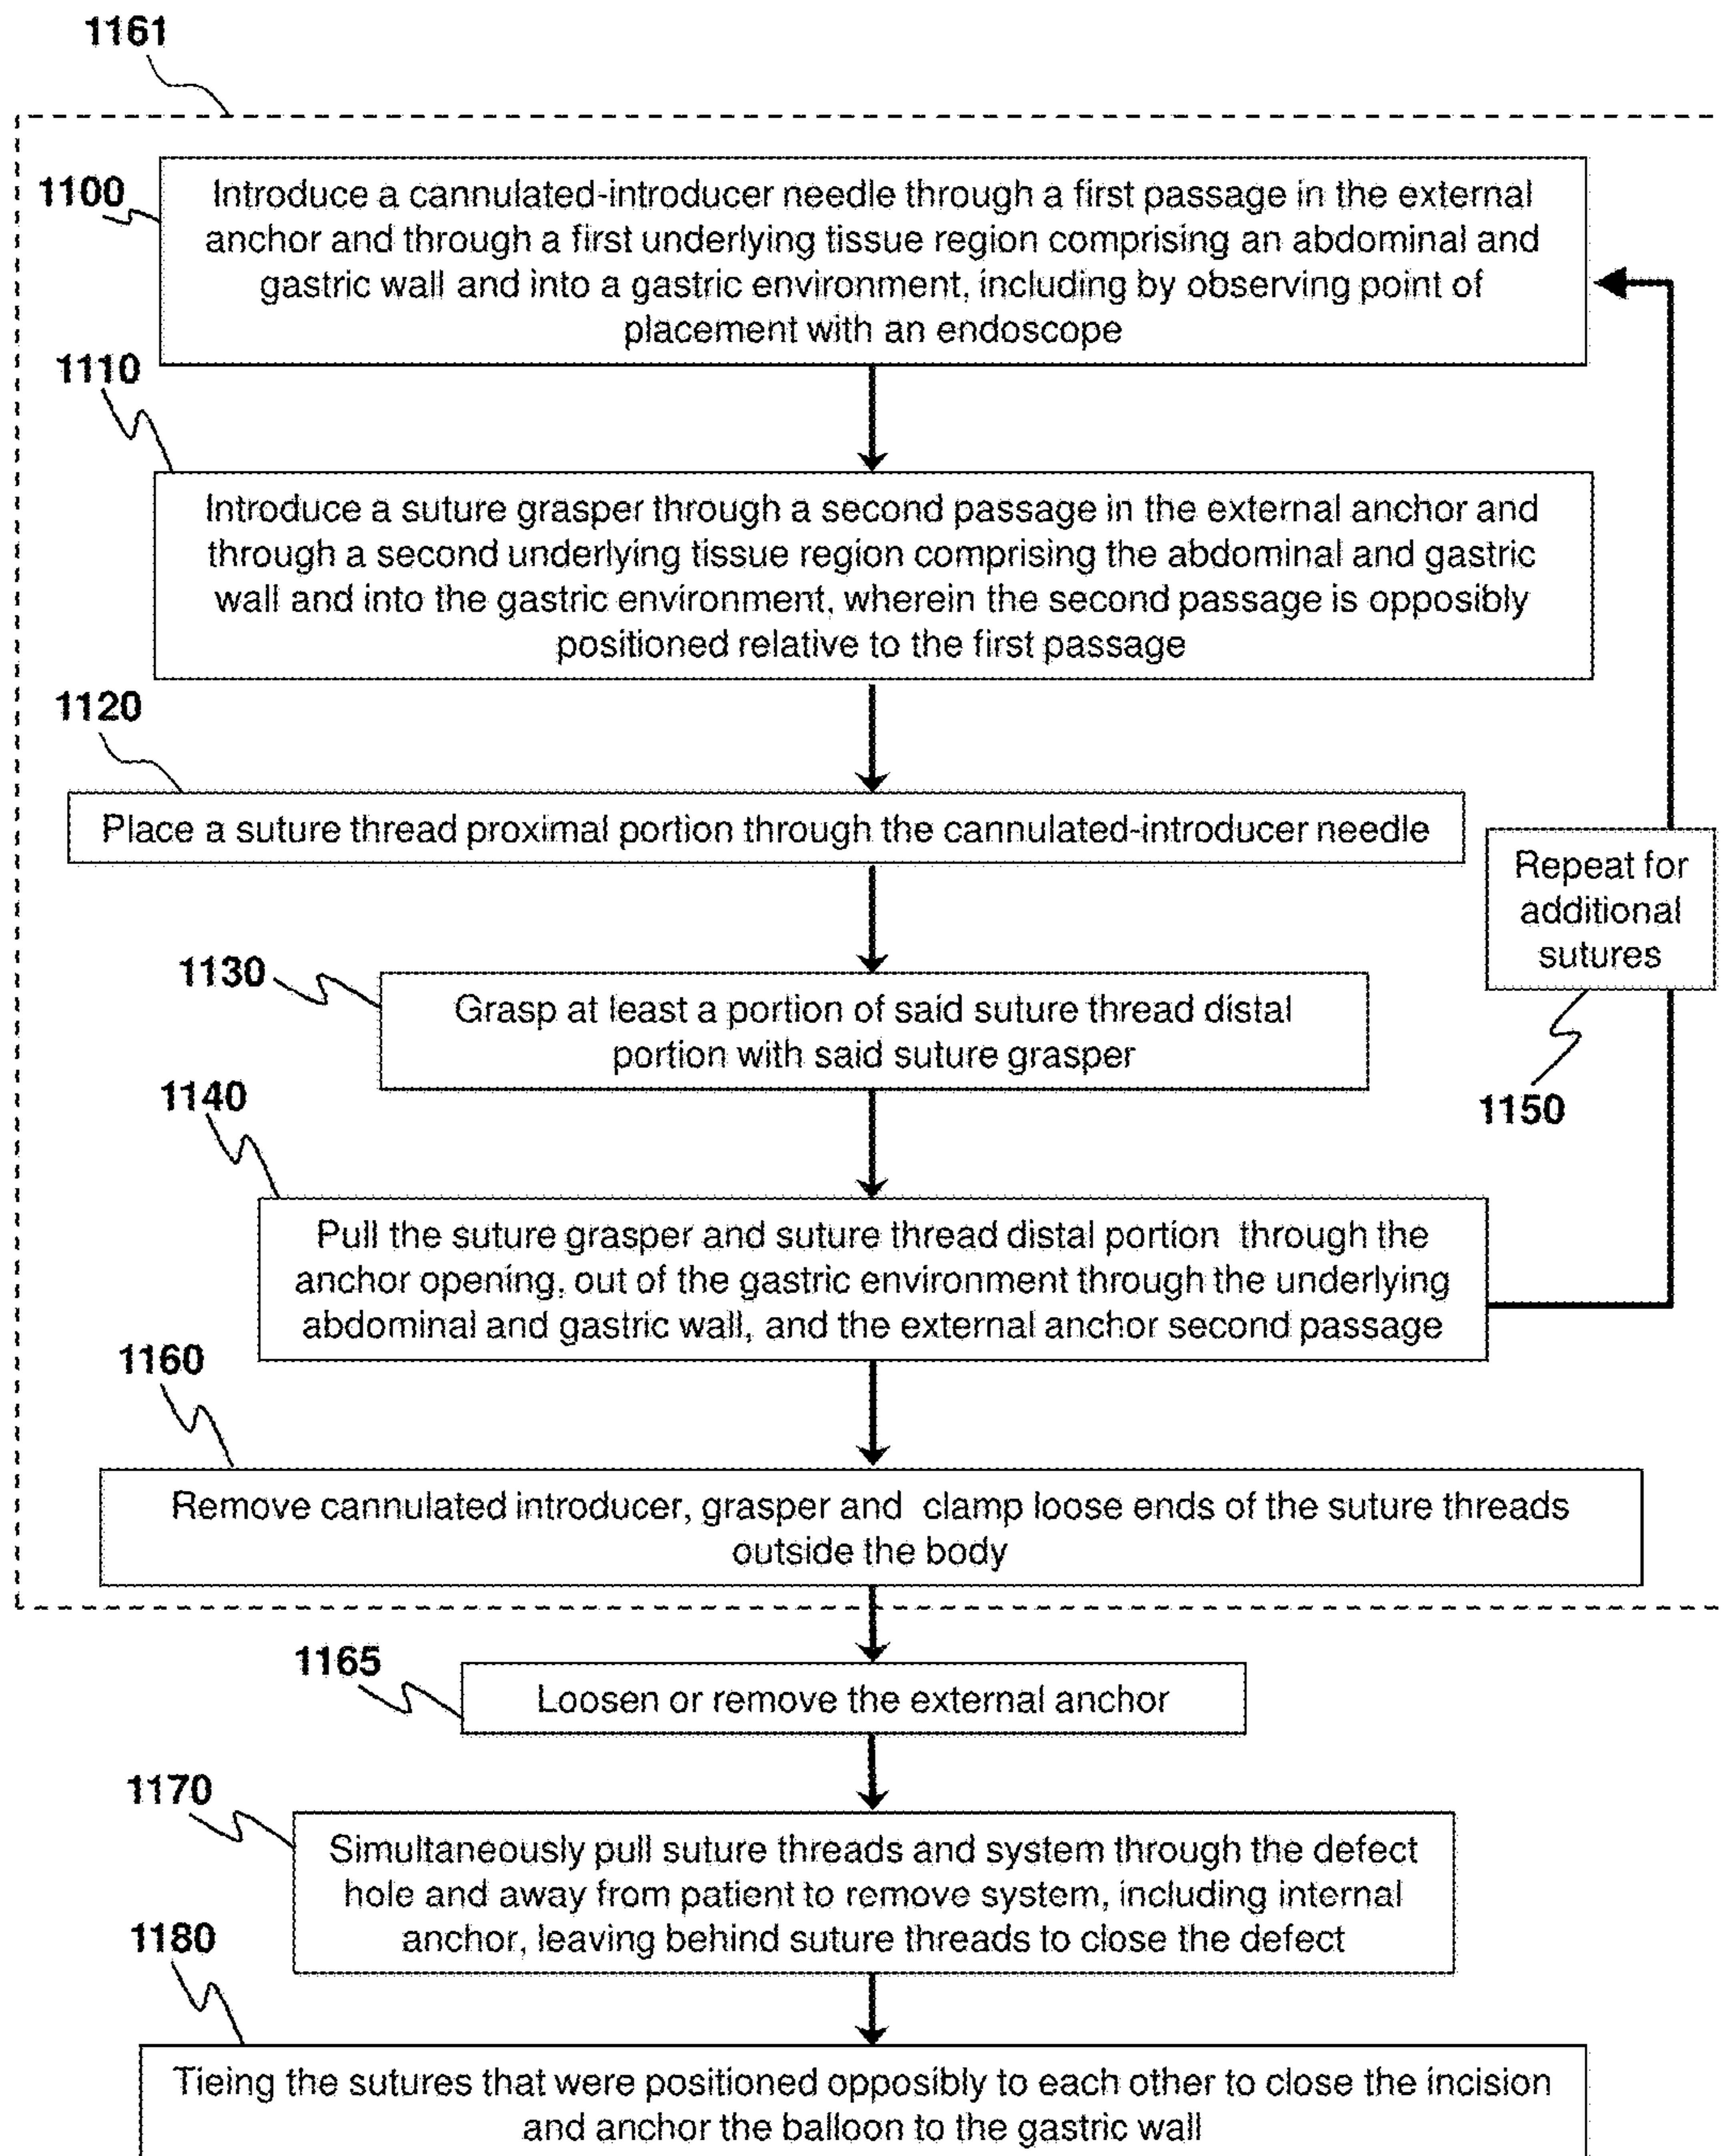 1161
1100
Introduce a cannulated-introducer needle through a first passage in the external
anchor and through a first underlying tissue region comprising an abdominal and
gastric wall and into a gastric environment, including by observing point of
placement with an endoscope
1110
Introduce a suture grasper through a second passage in the external anchor and
through a second underlying tissue region comprising the abdominal and gastric
wall and into the gastric environment, wherein the second passage is opposibly
positioned relative to the first passage
1120
Place a suture thread proximal portion through the cannulated-introducer needle
Repeat for
additional
sutures
1150
1130
Grasp at least a portion of said suture thread distal
portion with said suture grasper
1140
Pull the suture grasper and suture thread distal portion through the
anchor opening, out of the gastric environment through the underlying
abdominal and gastric wall, and the external anchor second passage
1160
Remove cannulated introducer, grasper and clamp loose ends of the suture threads
outside the body
1165
Loosen or remove the external anchor
1170
Simultaneously pull suture threads and system through the defect
hole and away from patient to remove system, including internal
anchor, leaving behind suture threads to close the defect
1180
Tieing the sutures that were positioned opposibly to each other to close the incision
and anchor the balloon to the gastric wall